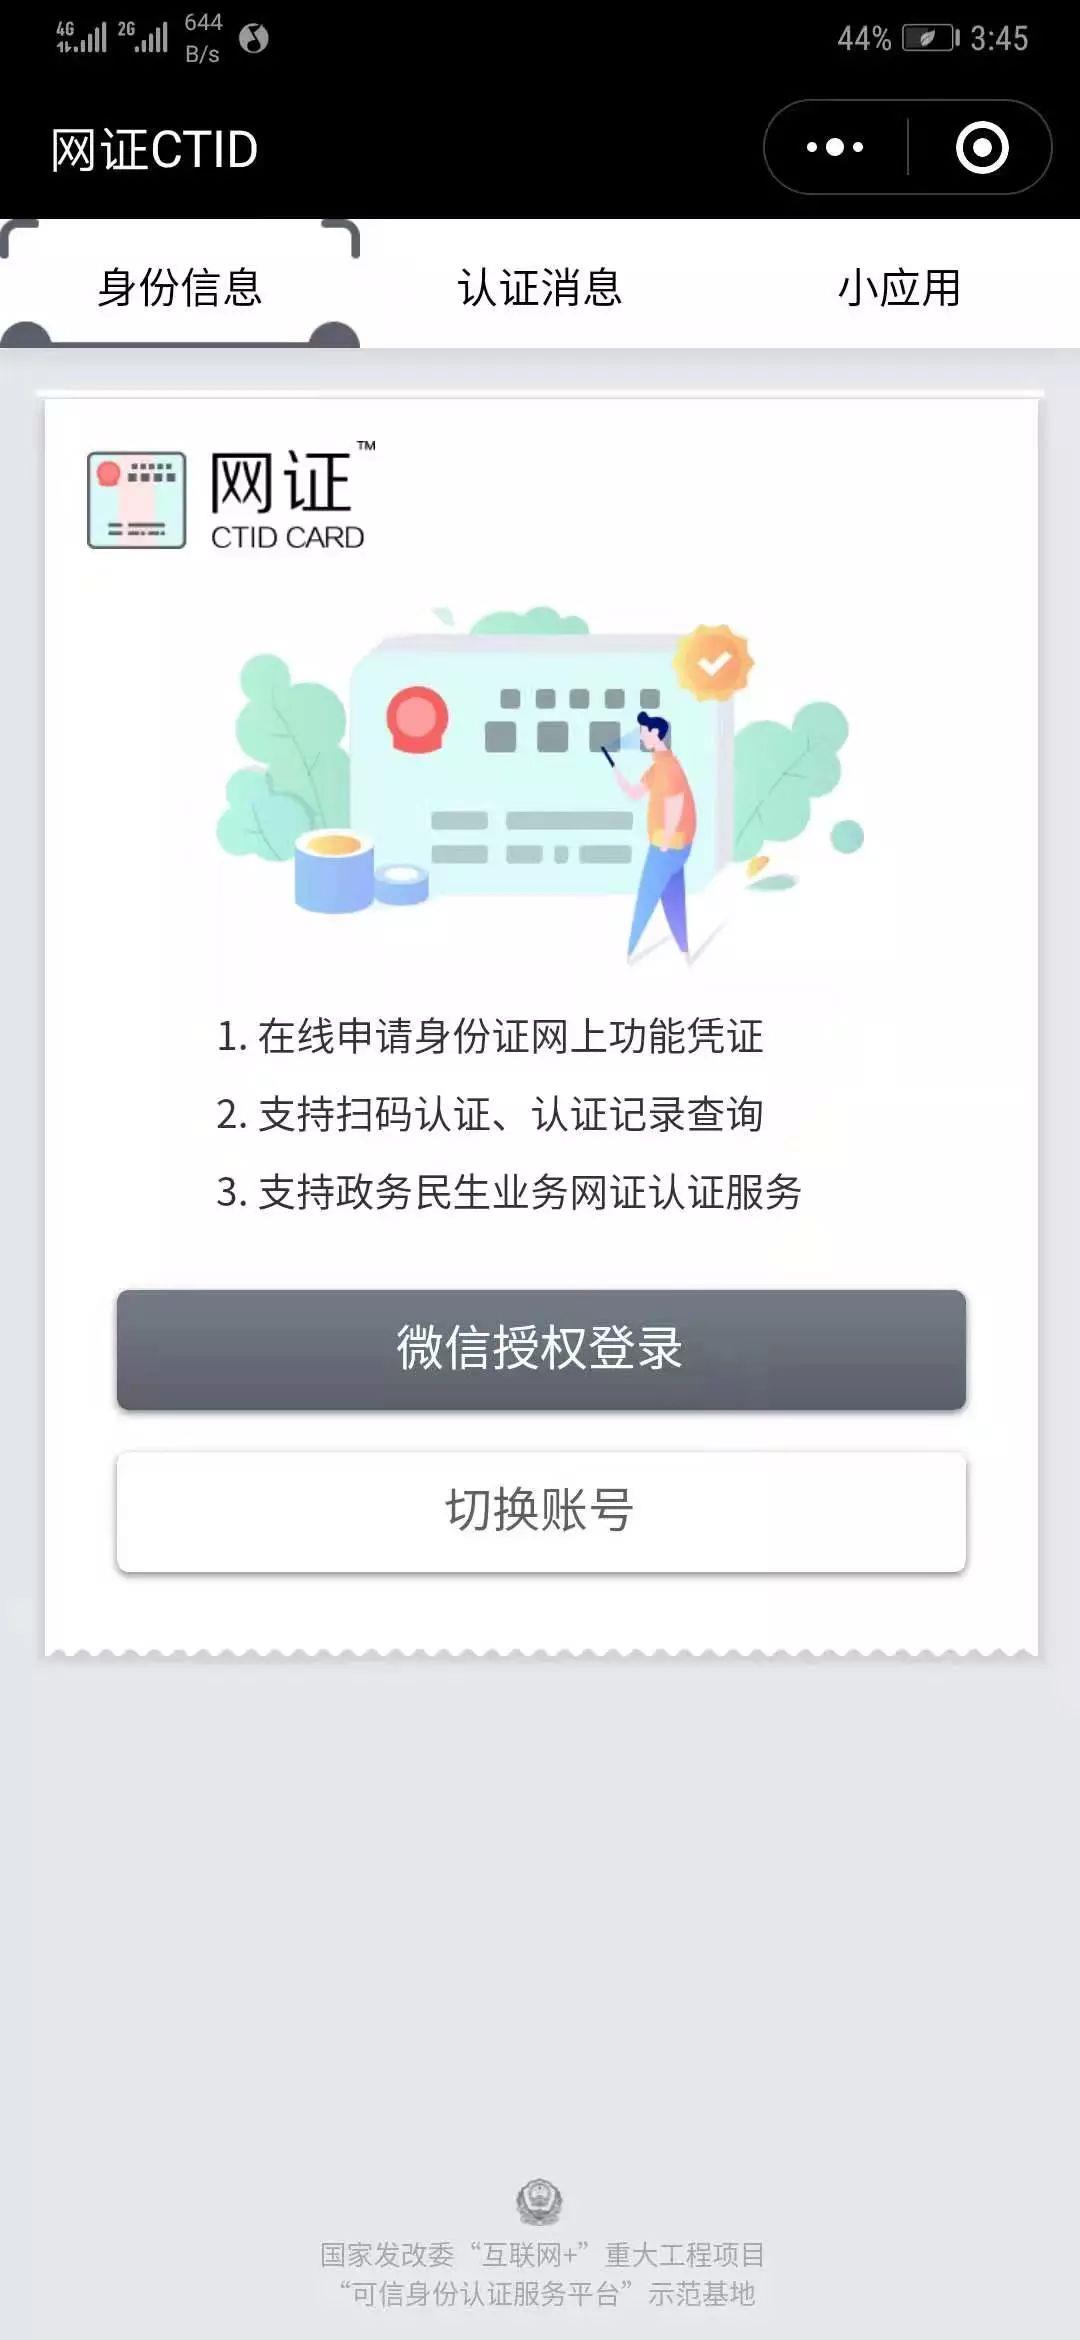 4G 2G 644 B/s 44% 3:45
网证CTID
身份信息 认证消息 小应用
网证™
CTID CARD
1. 在线申请身份证网上功能凭证
2. 支持扫码认证、认证记录查询
3. 支持政务民生业务网证认证服务
微信授权登录
切换账号
国家发改委“互联网+”重大工程项目
“可信身份认证服务平台”示范基地